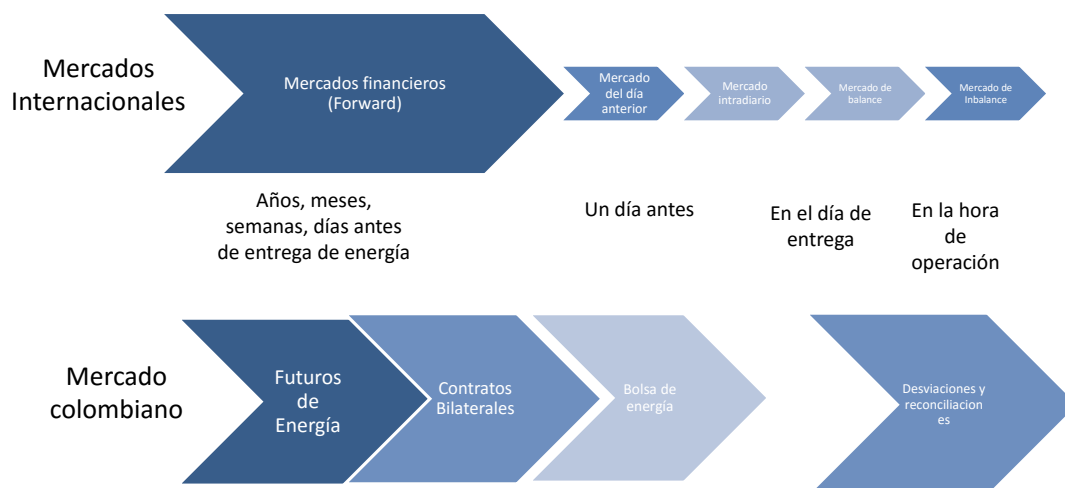 Mercados
Internacionales
Mercados financieros
(Forward)
Mercado
del día
anterior
Mercado
intradiario
Mercado de
balance
Mercado de
Inbalance
Años, meses,
semanas, días antes
de entrega de energía
Un día antes
En el día de
entrega
En la hora
de
operación
Mercado
colombiano
Futuros
de
Energía
Contratos
Bilaterales
Bolsa de
energía
Desviaciones y
reconciliacion
es